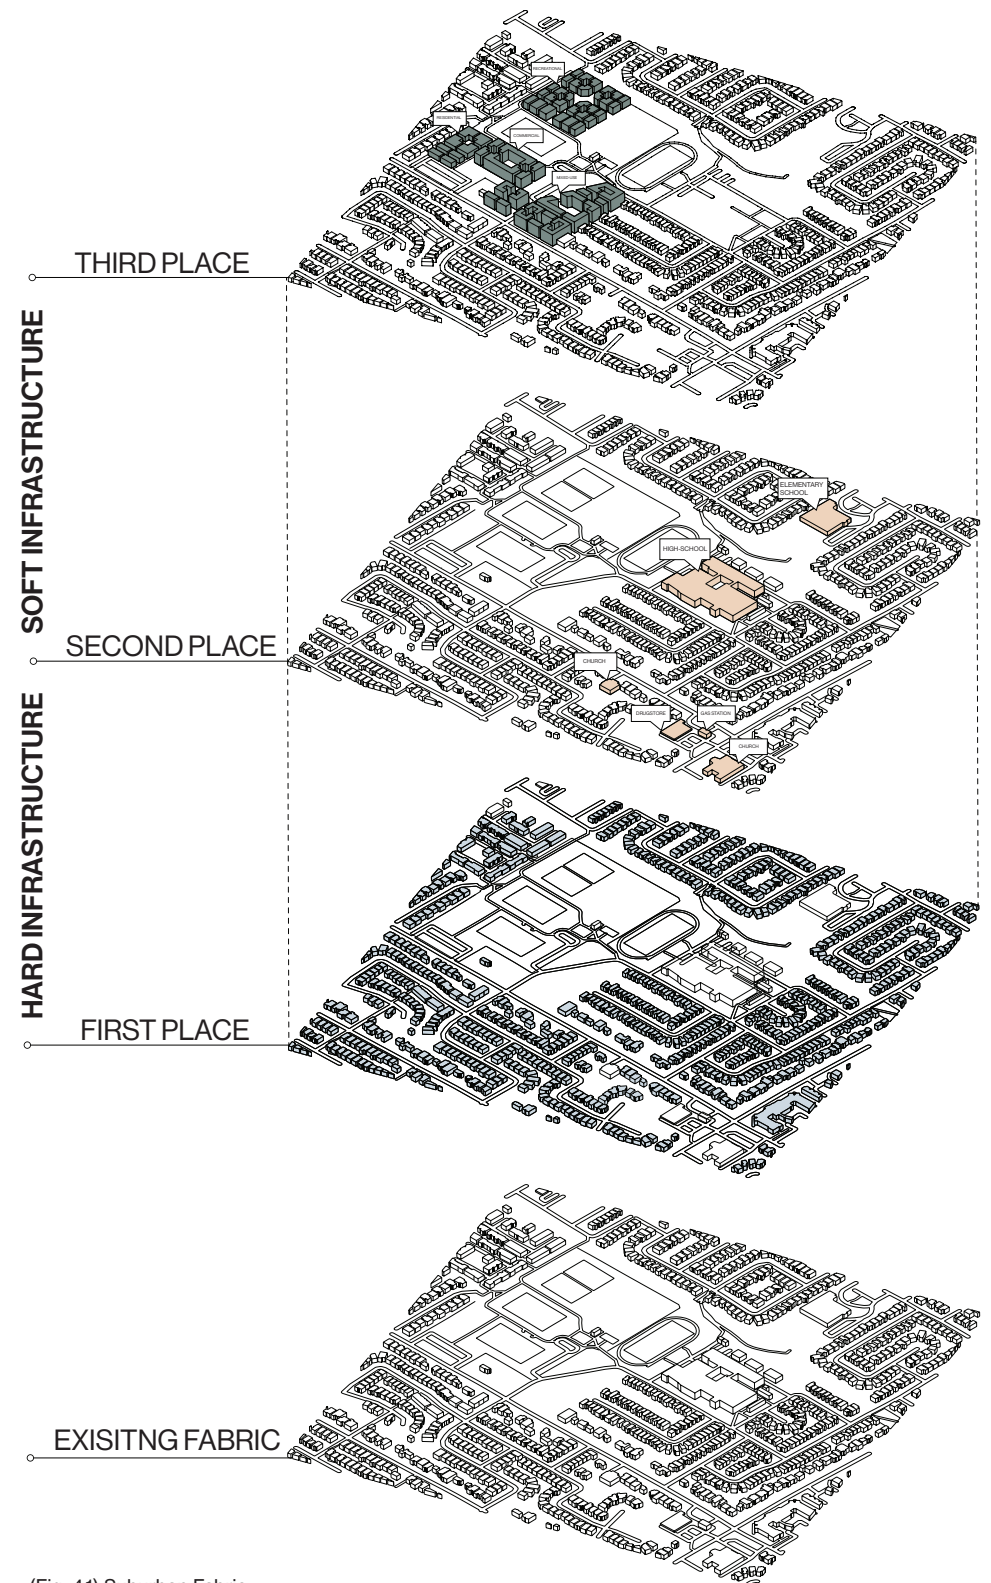 RECREATIONAL
RESIDENTIAL
COMMERCIAL
MIXED-USE
THIRD PLACE
SOFT INFRASTRUCTURE
ELEMENTARY
SCHOOL
HIGH-SCHOOL
SECOND PLACE
CHURCH
DRUGSTORE
GAS STATION
CHURCH
HARD INFRASTRUCTURE
FIRST PLACE
EXISITNG FABRIC
(Fig. 41) Suburban Fabric